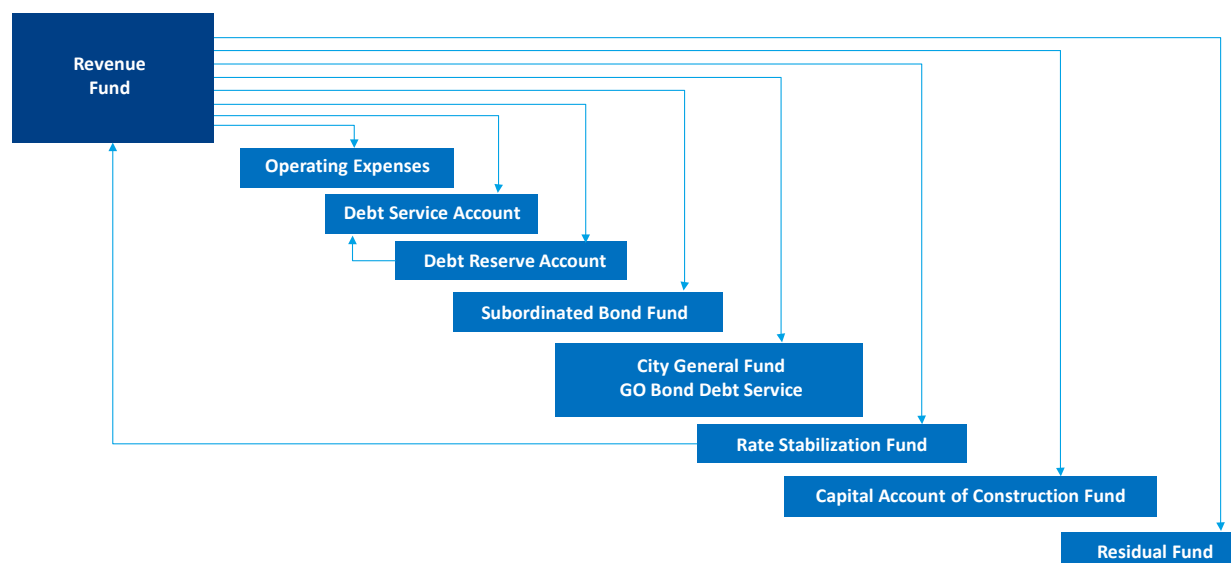 Revenue
Fund
Operating Expenses
Debt Service Account
Debt Reserve Account
Subordinated Bond Fund
City General Fund
GO Bond Debt Service
Rate Stabilization Fund
Capital Account of Construction Fund
Residual Fund